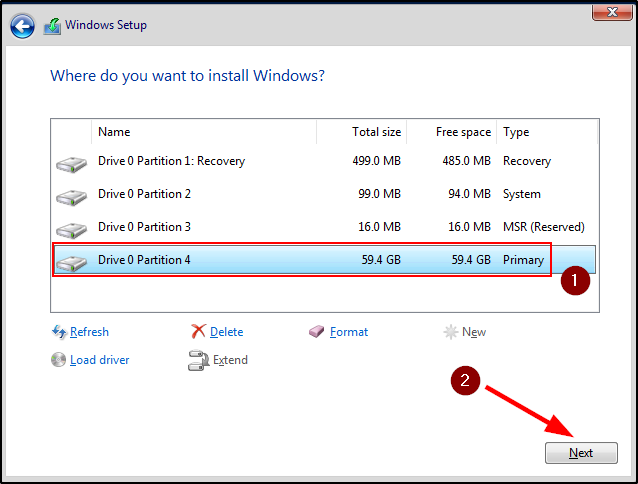 Windows Setup
Where do you want to install Windows?
Name Total size Free space Type
Drive 0 Partition 1: Recovery 499.0 MB 485.0 MB Recovery
Drive 0 Partition 2 99.0 MB 94.0 MB System
Drive 0 Partition 3 16.0 MB 16.0 MB MSR (Reserved)
Drive 0 Partition 4 59.4 GB 59.4 GB Primary
1
Refresh Delete Format New
Load driver Extend
2
Next